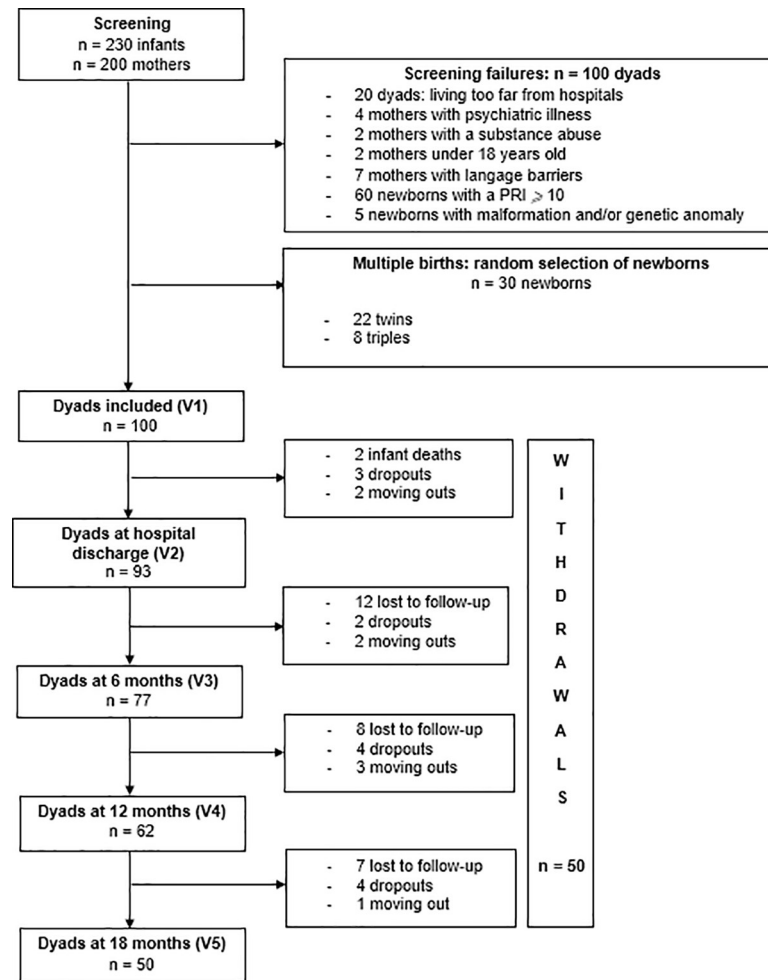 Screening
n = 230 infants
n = 200 mothers
Screening failures: n = 100 dyads
- 20 dyads: living too far from hospitals
- 4 mothers with psychiatric illness
- 2 mothers with a substance abuse
- 2 mothers under 18 years old
- 7 mothers with langage barriers
- 60 newborns with a PRI ⩾ 10
- 5 newborns with malformation and/or genetic anomaly
Multiple births: random selection of newborns
n = 30 newborns
- 22 twins
- 8 triples
Dyads included (V1)
n = 100
- 2 infant deaths
- 3 dropouts
- 2 moving outs
Dyads at hospital
discharge (V2)
n = 93
- 12 lost to follow-up
- 2 dropouts
- 2 moving outs
Dyads at 6 months (V3)
n = 77
- 8 lost to follow-up
- 4 dropouts
- 3 moving outs
Dyads at 12 months (V4)
n = 62
- 7 lost to follow-up
- 4 dropouts
- 1 moving out
Dyads at 18 months (V5)
n = 50
W
I
T
H
D
R
A
W
A
L
S
n = 50